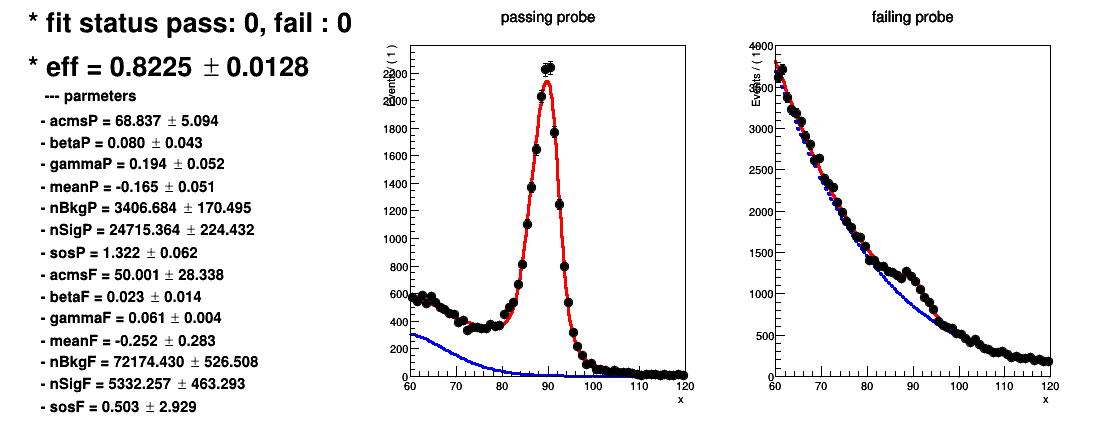 * fit status pass: 0, fail : 0
* eff = 0.8225 ± 0.0128
--- parmeters
- acmsP = 68.837 ± 5.094
- betaP = 0.080 ± 0.043
- gammaP = 0.194 ± 0.052
- meanP = -0.165 ± 0.051
- nBkgP = 3406.684 ± 170.495
- nSigP = 24715.364 ± 224.432
- sosP = 1.322 ± 0.062
- acmsF = 50.001 ± 28.338
- betaF = 0.023 ± 0.014
- gammaF = 0.061 ± 0.004
- meanF = -0.252 ± 0.283
- nBkgF = 72174.430 ± 526.508
- nSigF = 5332.257 ± 463.293
- sosF = 0.503 ± 2.929
passing probe
Events / ( 1 )
2200
2000
1800
1600
1400
1200
1000
800
600
400
200
0
60 70 80 90 100 110 120
x
failing probe
Events / ( 1 )
4000
3500
3000
2500
2000
1500
1000
500
0
60 70 80 90 100 110 120
x